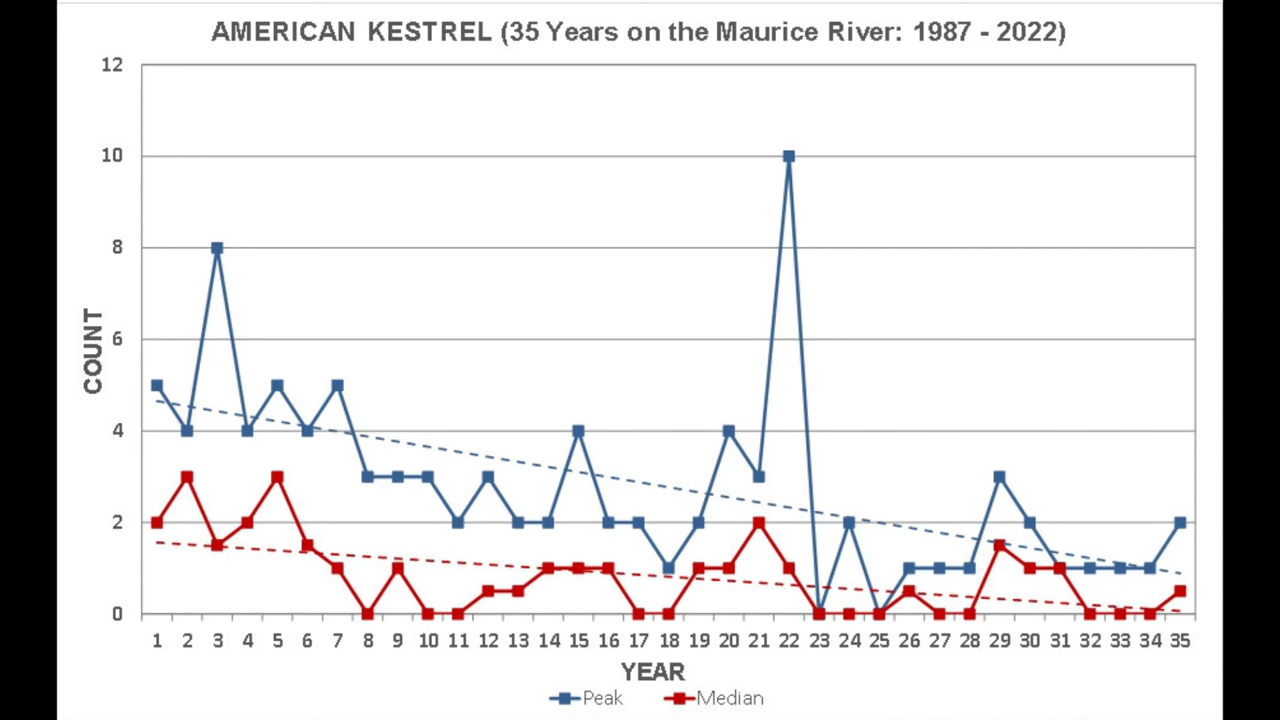 AMERICAN KESTREL (35 Years on the Maurice River: 1987 - 2022)
12
10
8
6
4
2
0
COUNT
1 2 3 4 5 6 7 8 9 10 11 12 13 14 15 16 17 18 19 20 21 22 23 24 25 26 27 28 29 30 31 32 33 34 35
YEAR
Peak Median